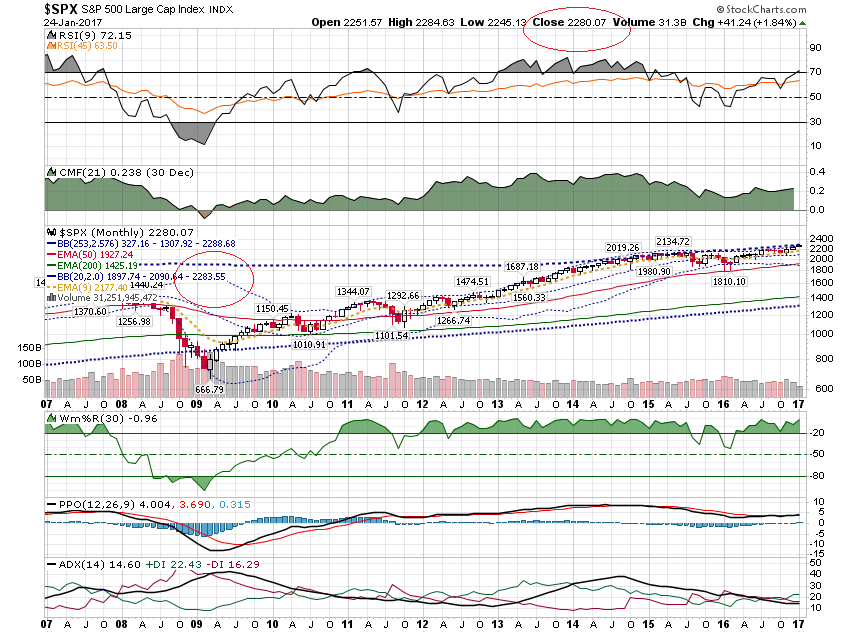 $SPX S&P 500 Large Cap Index INDX © StockCharts.com
24-Jan-2017 Open 2251.57 High 2284.63 Low 2245.13 Close 2280.07 Volume 31.3B Chg +41.24 (+1.84%)
RSI(9) 72.15
RSI(45) 63.50
90
70
50
30
10
CMF(21) 0.238 (30 Dec)
0.4
0.2
0.0
$SPX (Monthly) 2280.07
BB(253,2.576) 327.16 - 1307.92 - 2288.68
EMA(50) 1927.24
EMA(200) 1425.19
BB(20,2.0) 1897.74 - 2090.64 - 2283.55
EMA(9) 2177.40
Volume 31,251,945,472
2134.72
2019.26
1687.18
1980.90
1810.10
14
1440.24
1344.07
1292.66
1474.51
1560.33
1370.60
1256.98
1150.45
1266.74
1101.54
1010.91
666.79
2400
2200
2000
1800
1600
1400
1200
1000
800
600
150B
100B
50B
07 A J O 08 A J O 09 A J O 10 A J O 11 A J O 12 A J O 13 A J O 14 A J O 15 A J O 16 A J O 17
Wm%R(30) -0.96
-20
-50
-80
PPO(12,26,9) 4.004, 3.690, 0.315
10
5
0
-5
-10
-15
ADX(14) 14.60 +DI 22.43 -DI 16.29
50
40
30
20
10
07 A J O 08 A J O 09 A J O 10 A J O 11 A J O 12 A J O 13 A J O 14 A J O 15 A J O 16 A J O 17